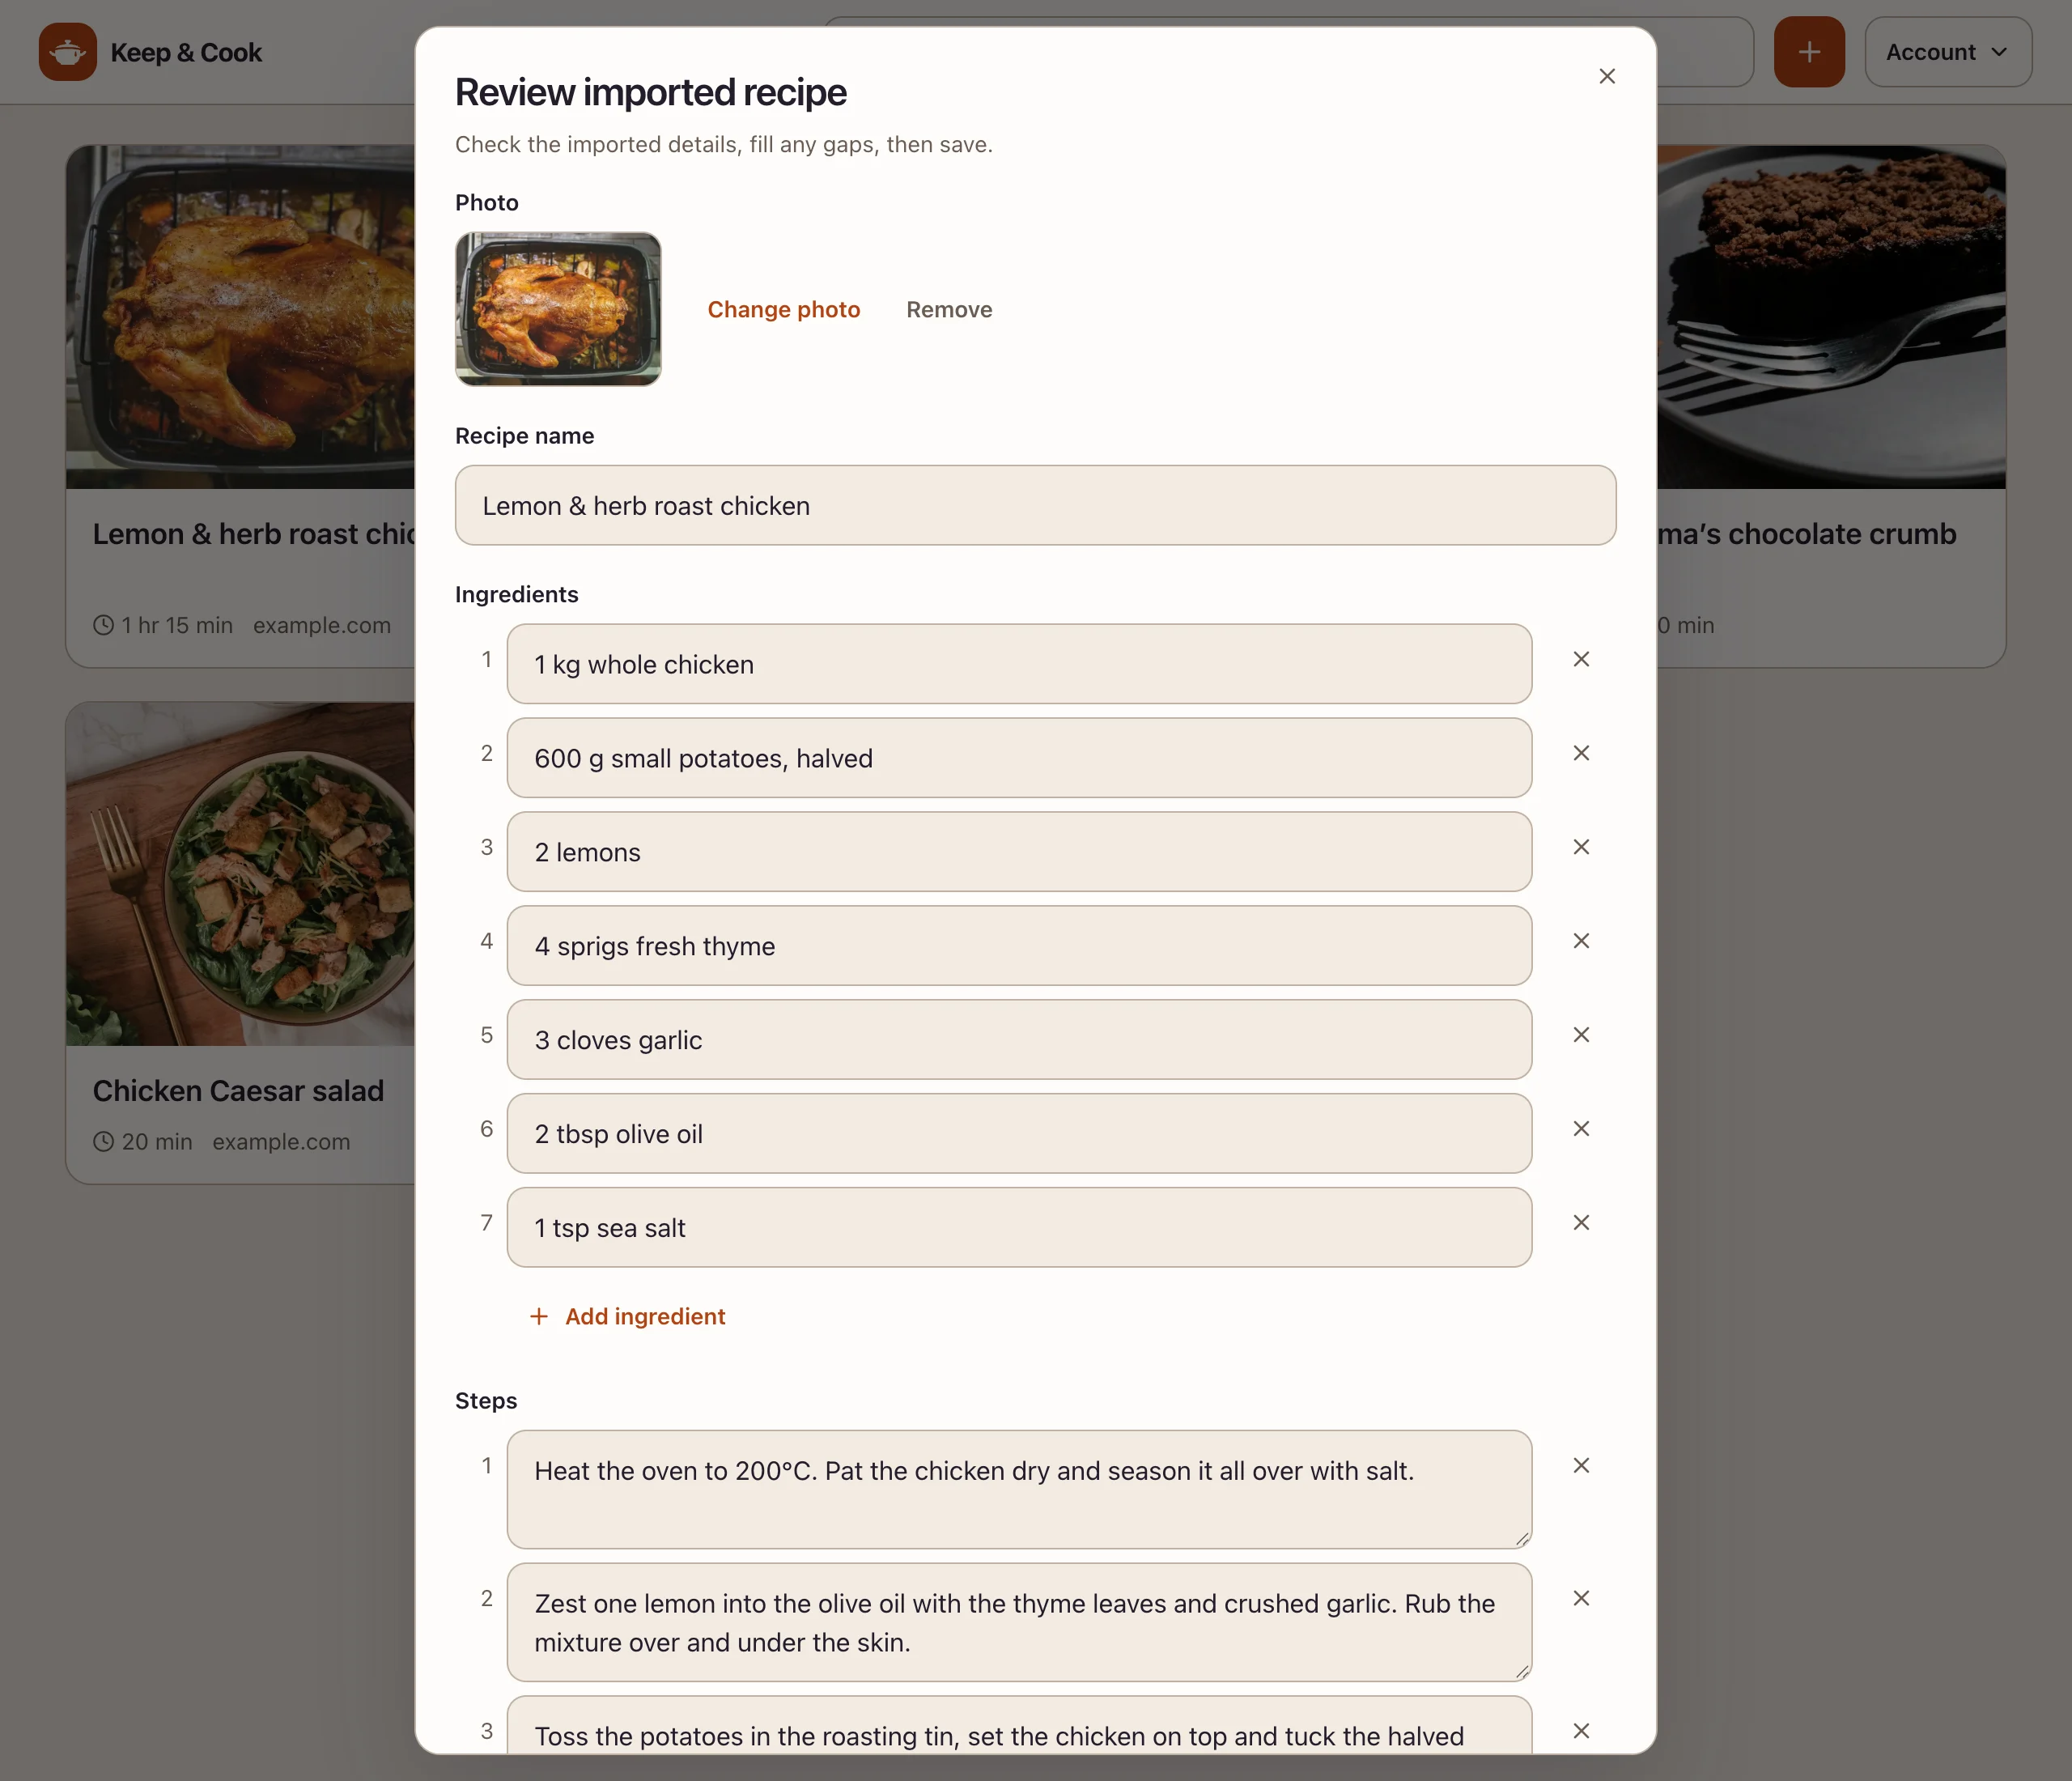 Keep & Cook
Account
Review imported recipe
Check the imported details, fill any gaps, then save.
Photo
Change photo
Remove
Recipe name
Lemon & herb roast chicken
Ingredients
1
1 kg whole chicken
2
600 g small potatoes, halved
3
2 lemons
4
4 sprigs fresh thyme
5
3 cloves garlic
6
2 tbsp olive oil
7
1 tsp sea salt
Add ingredient
Steps
1
Heat the oven to 200°C. Pat the chicken dry and season it all over with salt.
2
Zest one lemon into the olive oil with the thyme leaves and crushed garlic. Rub the
mixture over and under the skin.
3
Toss the potatoes in the roasting tin, set the chicken on top and tuck the halved
Lemon & herb roast chic
1 hr 15 min example.com
ma’s chocolate crumb
0 min
Chicken Caesar salad
20 min example.com